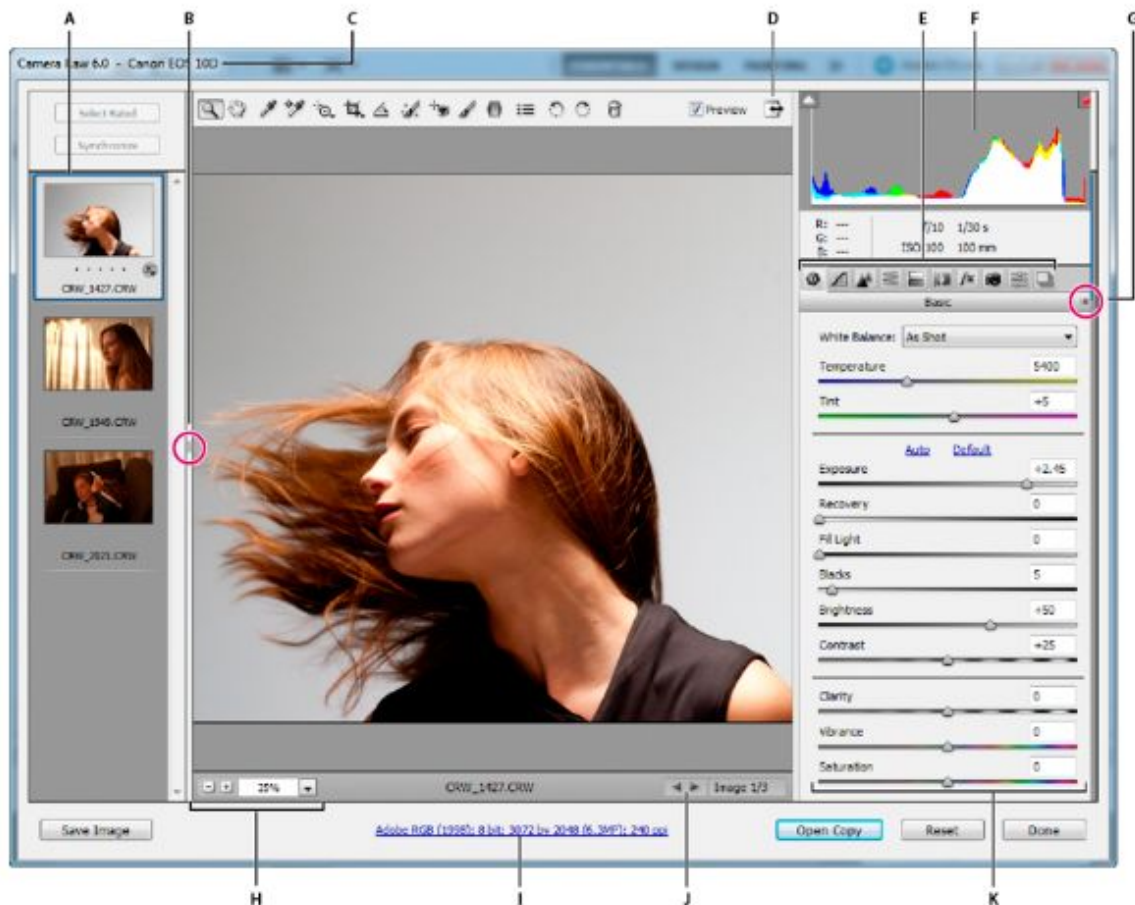 A B C D E F G
Camera Raw 6.0 - Canon EOS 10D
Select Rated
Synchronize
Preview
R: ---
G: ---
B: ---
f/10 1/30 s
ISO 100 100 mm
CRW_1427.CRW
CRW_2021.CRW
Basic
White Balance: As Shot
Temperature 5400
Tint +5
Auto Default
Exposure +2.45
Recovery 0
Fill Light 0
Blacks 5
Brightness +50
Contrast +25
Clarity 0
Vibrance 0
Saturation 0
25%
CRW_1427.CRW
Image 1/3
Save Image
Adobe RGB (1998); 8 bit; 3072 by 2048 (6.3MP); 240 ppi
Open Copy
Reset
Done
H I J K